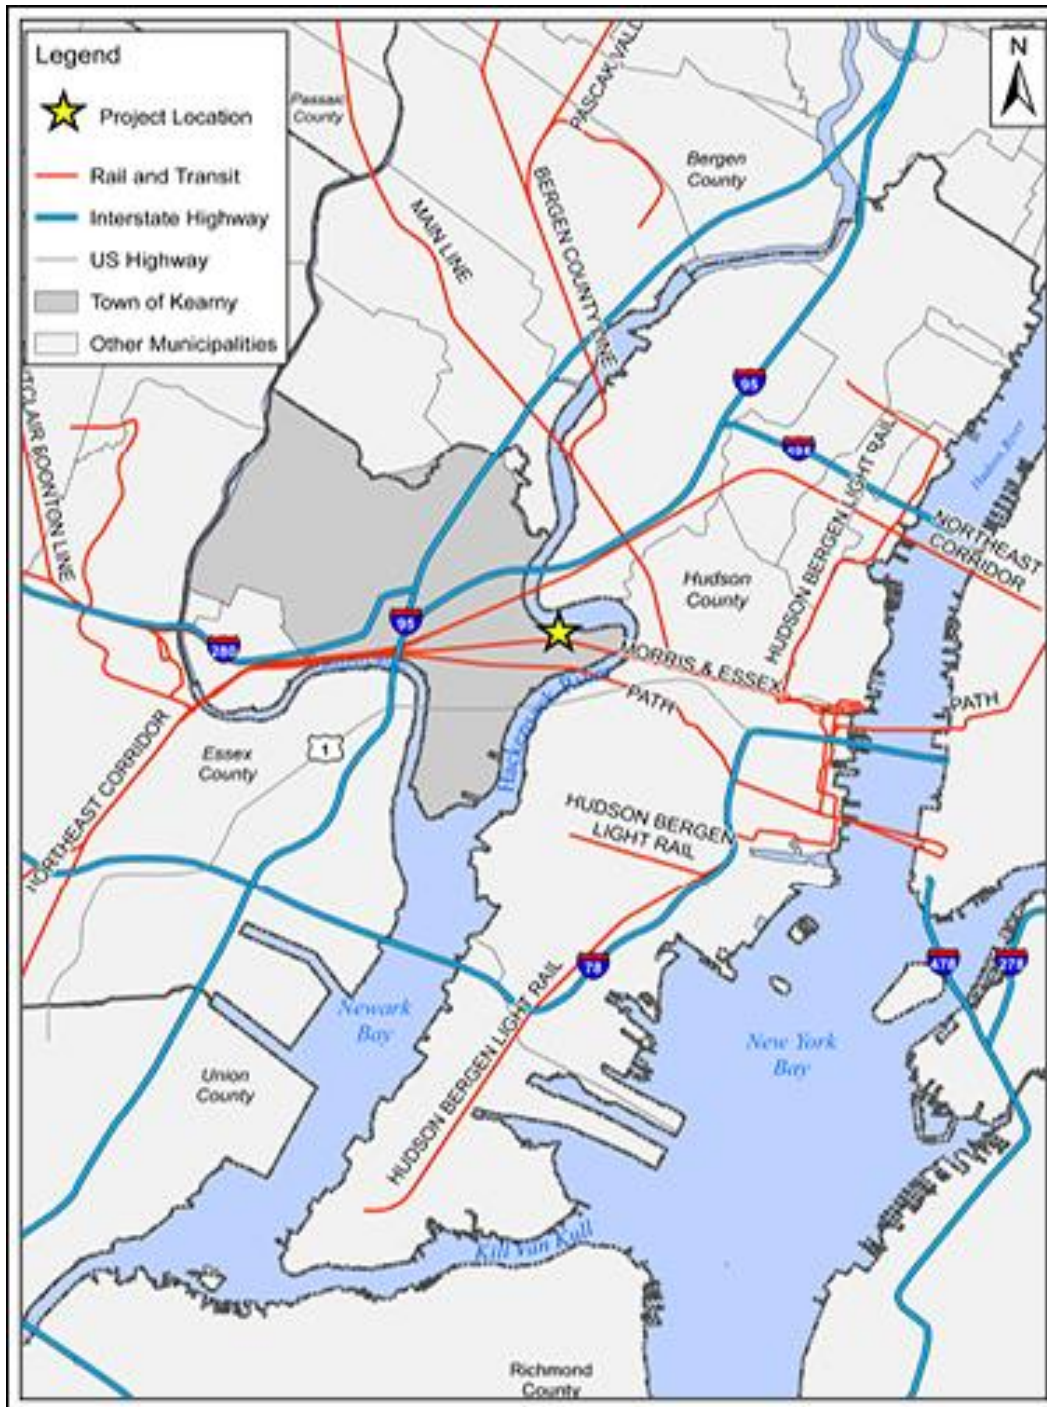 Legend
Project Location
Rail and Transit
Interstate Highway
US Highway
Town of Kearny
Other Municipalities
N
Passaic
County
PASCAK VALD
Bergen
County
MAIN LINE
BERGEN COUNTY LINE
95
495
Hudson River
TCLAIR BOONTON LINE
HUDSON BERGEN LIGHT RAIL
NORTHEAST
CORRIDOR
Hudson
County
95
280
MORRIS & ESSEX
PATH
PATH
Hackensack
1
Essex
County
NORTHEAST CORRIDOR
HUDSON BERGEN
LIGHT RAIL
78
478
278
Newark
Bay
New York
Bay
HUDSON BERGEN LIGHT RAIL
Union
County
Kill Van Kull
Richmond
County